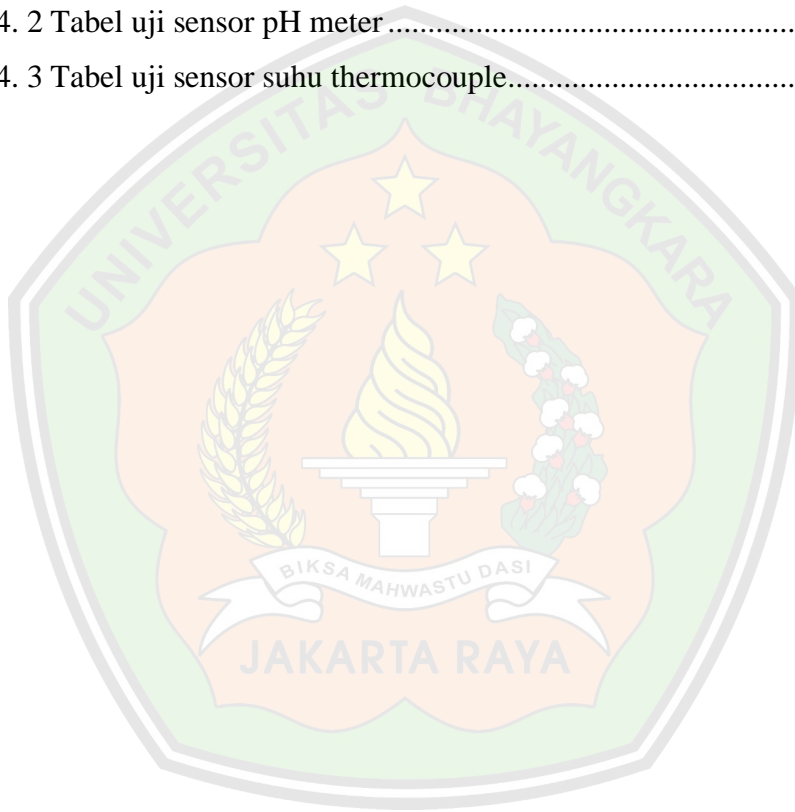 4. 2 Tabel uji sensor pH meter ...................................................
4. 3 Tabel uji sensor suhu thermocouple....................................
UNIVERSITAS BHAYANGKARA
BIKSA MAHWASTU DASI
JAKARTA RAYA